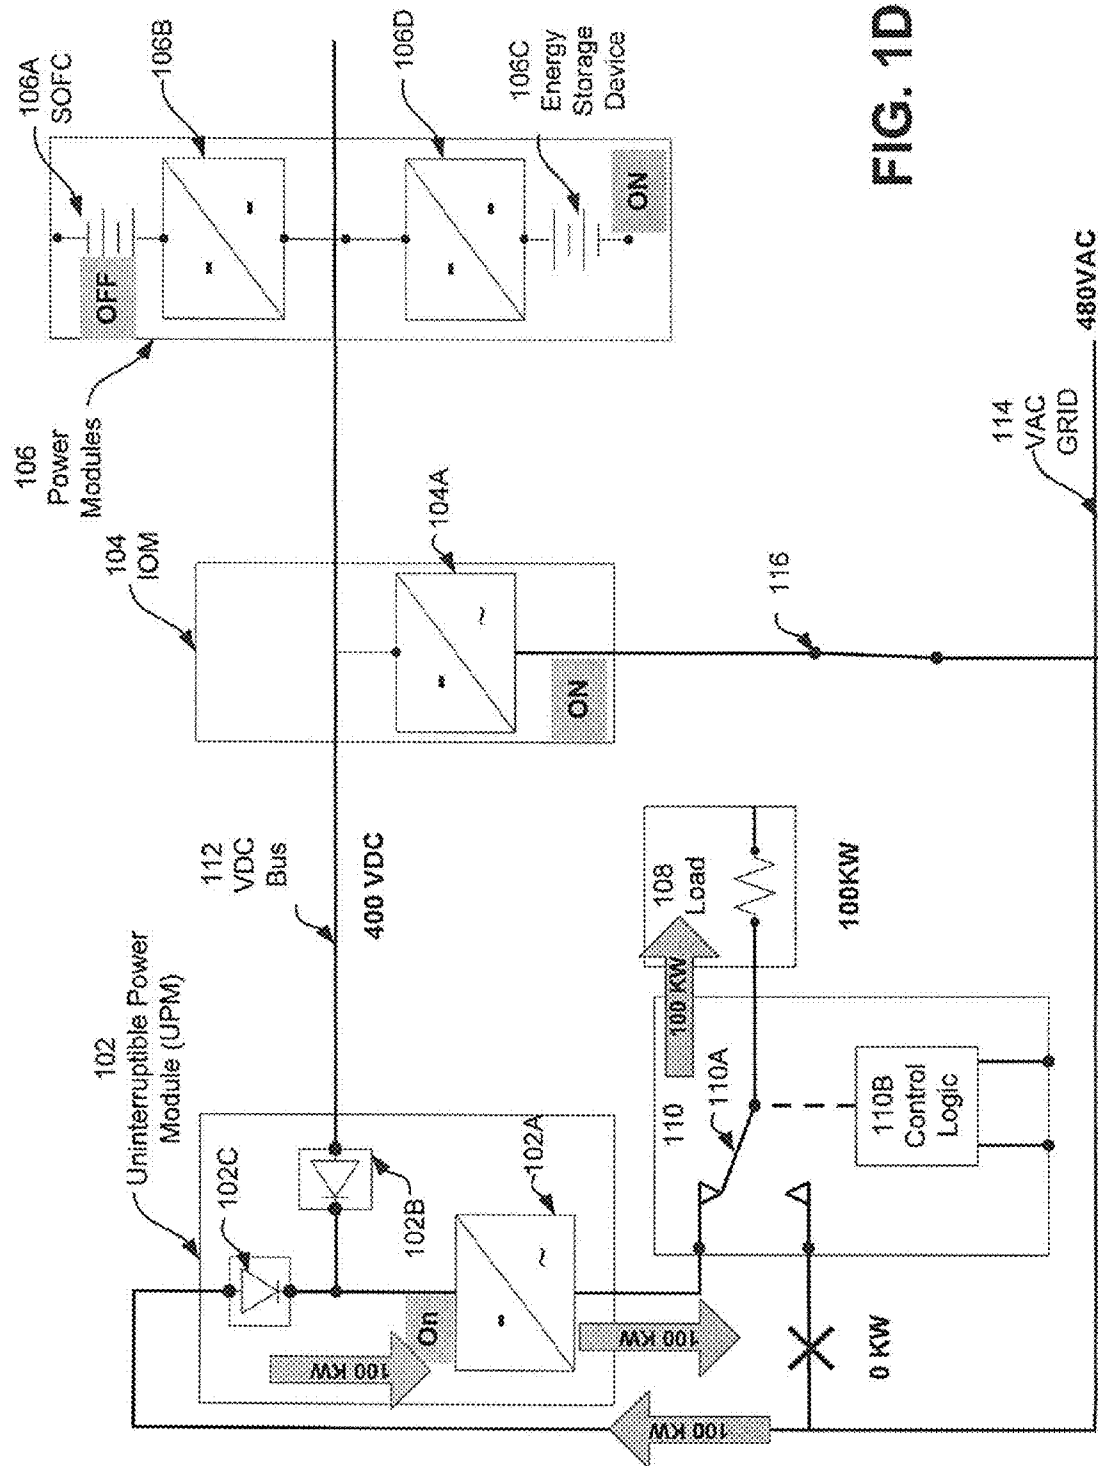 102
Uninterruptible Power
Module (UPM)
102C
102B
102A
On
100 KW
100 KW
100 KW
0 KW
112
VDC
Bus
400 VDC
110
110A
110B
Control
Logic
100 KW
108
Load
100KW
104
IOM
104A
ON
116
106
Power
Modules
106A
SOFC
106B
106D
106C
Energy
Storage
Device
OFF
ON
114
VAC
GRID
480VAC
FIG. 1D